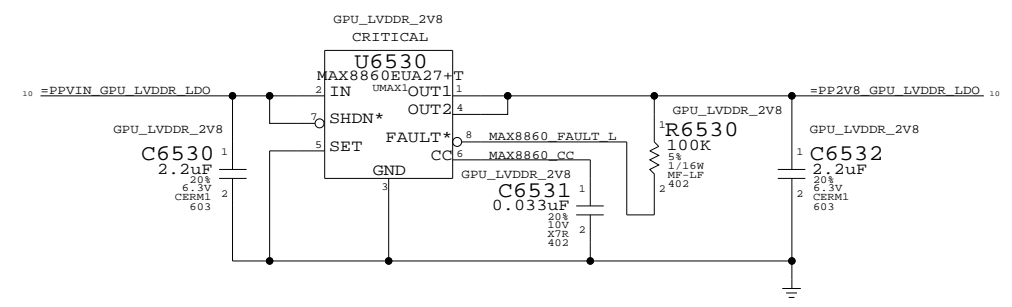 GPU_LVDDR_2V8
CRITICAL
U6530
MAX8860EUA27+T
UMAX1
10 =PPVIN_GPU_LVDDR_LDO
2 IN
OUT1 1
OUT2 4
7 SHDN*
FAULT* 8 MAX8860_FAULT_L
5 SET
CC 6 MAX8860_CC
GND
3
=PP2V8_GPU_LVDDR_LDO 10
GPU_LVDDR_2V8
C6530 1
2.2uF
20%
6.3V 2
CERM1
603
GPU_LVDDR_2V8
C6531 1
0.033uF
20%
10V 2
X7R
402
GPU_LVDDR_2V8
1 R6530
100K
5%
1/16W
MF-LF
2 402
GPU_LVDDR_2V8
1 C6532
2.2uF
20%
6.3V
2 CERM1
603